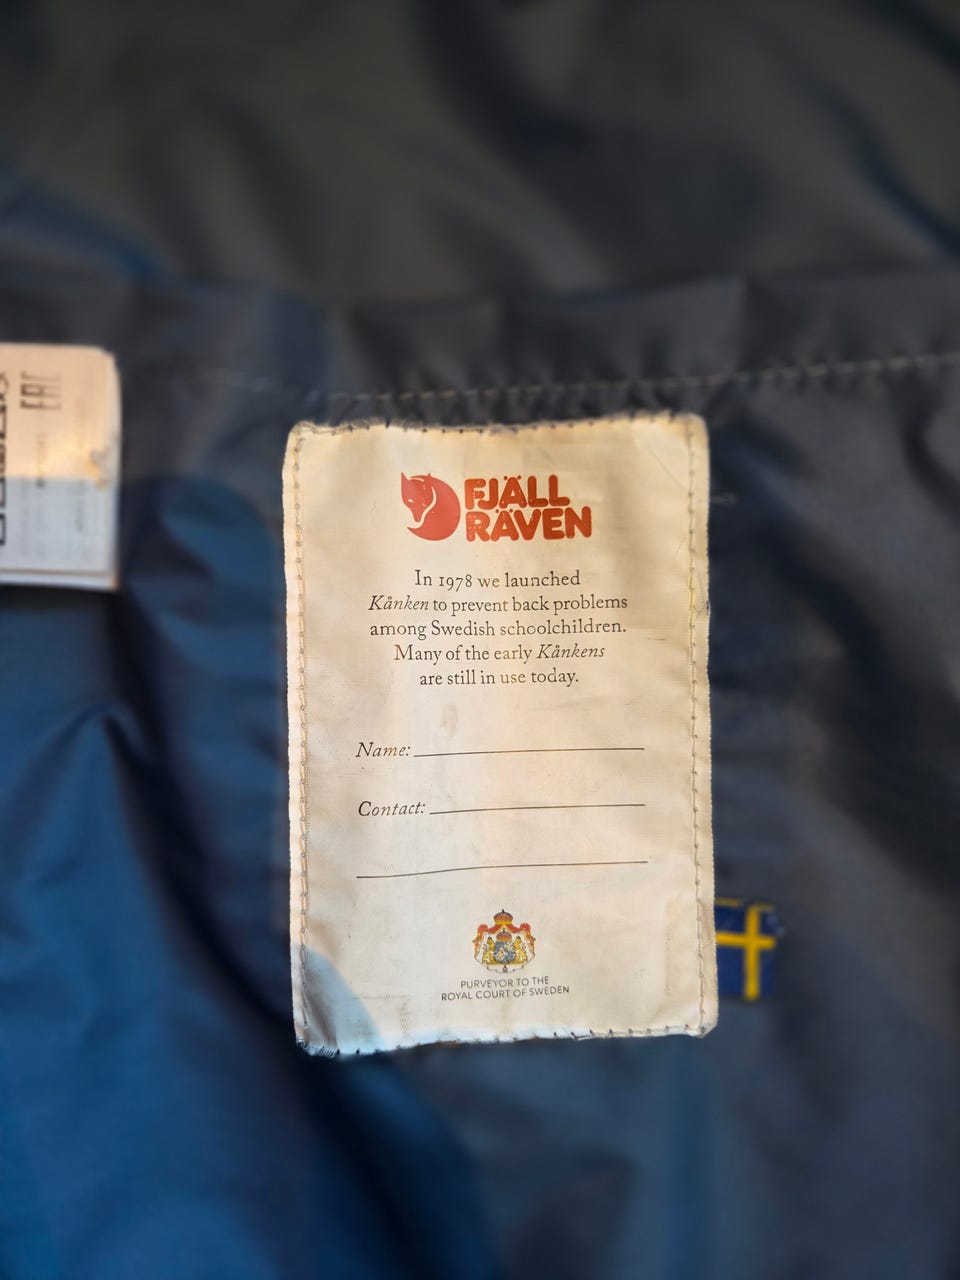 FJÄLL
RÄVEN
In 1978 we launched
Kånken to prevent back problems
among Swedish schoolchildren.
Many of the early Kånkens
are still in use today.
Name:
Contact:
PURVEYOR TO THE
ROYAL COURT OF SWEDEN
EAC